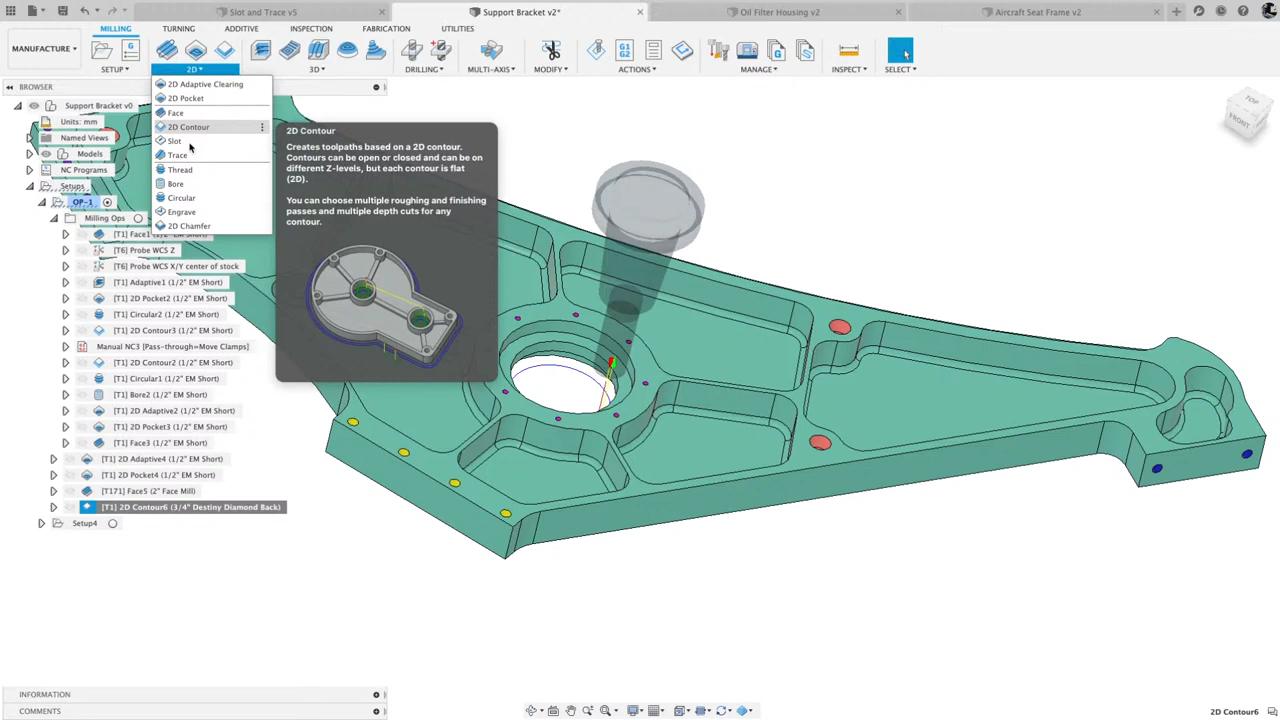 Slot and Trace v5
Support Bracket v2*
Oil Filter Housing v2
Aircraft Seat Frame v2
MANUFACTURE
MILLING
TURNING
ADDITIVE
INSPECTION
FABRICATION
UTILITIES
SETUP
2D
3D
DRILLING
MULTI-AXIS
MODIFY
ACTIONS
MANAGE
INSPECT
SELECT
G1
G2
BROWSER
Support Bracket v0
Units: mm
Named Views
Models
NC Programs
Setups
OP-1
Milling Ops
[T1] Face1 (1/2" EM Short)
[T6] Probe WCS Z
[T6] Probe WCS X/Y center of stock
[T1] Adaptive1 (1/2" EM Short)
[T1] 2D Pocket2 (1/2" EM Short)
[T1] Circular2 (1/2" EM Short)
[T1] 2D Contour3 (1/2" EM Short)
Manual NC3 [Pass-through=Move Clamps]
[T1] 2D Contour2 (1/2" EM Short)
[T1] Circular1 (1/2" EM Short)
[T1] Bore2 (1/2" EM Short)
[T1] 2D Adaptive2 (1/2" EM Short)
[T1] 2D Pocket3 (1/2" EM Short)
[T1] Face3 (1/2" EM Short)
[T1] 2D Adaptive4 (1/2" EM Short)
[T1] 2D Pocket4 (1/2" EM Short)
[T171] Face5 (2" Face Mill)
[T1] 2D Contour6 (3/4" Destiny Diamond Back)
Setup4
2D Adaptive Clearing
2D Pocket
Face
2D Contour
Slot
Trace
Thread
Bore
Circular
Engrave
2D Chamfer
2D Contour
Creates toolpaths based on a 2D contour.
Contours can be open or closed and can be on
different Z-levels, but each contour is flat
(2D).
You can choose multiple roughing and finishing
passes and multiple depth cuts for any
contour.
TOP
FRONT
INFORMATION
COMMENTS
2D Contour6